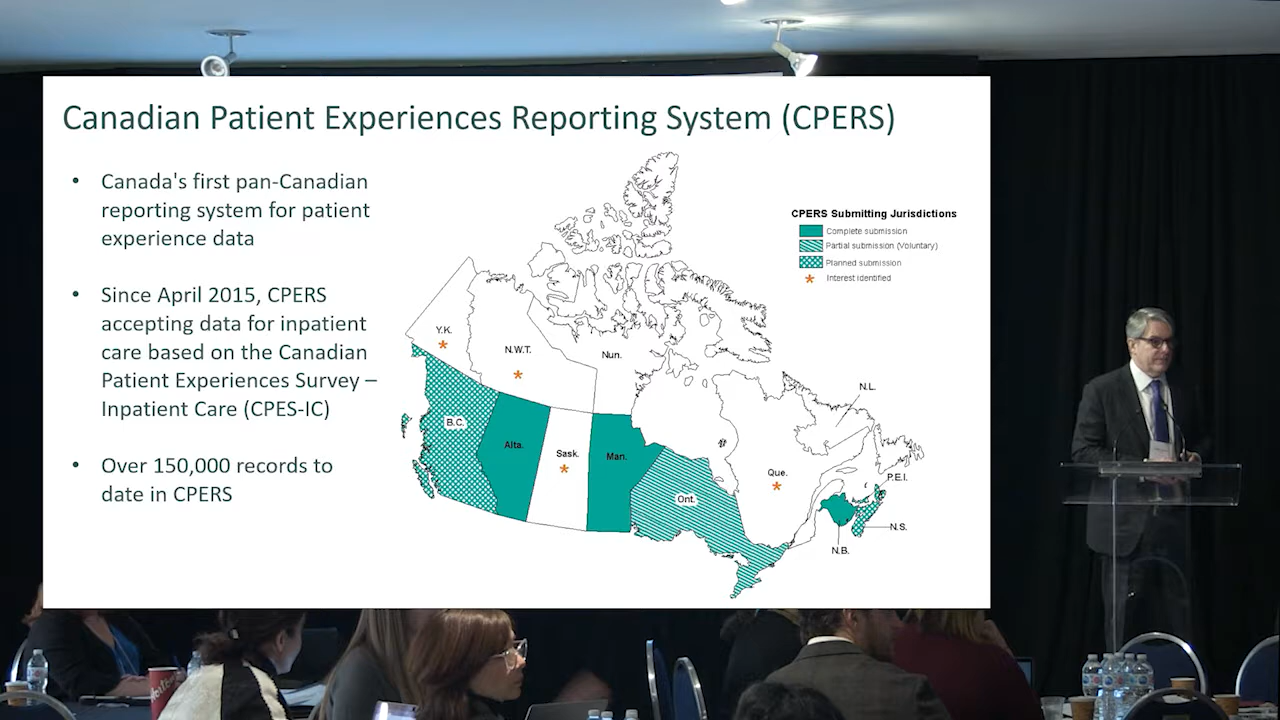 Canadian Patient Experiences Reporting System (CPERS)
• Canada's first pan-Canadian
reporting system for patient
experience data
• Since April 2015, CPERS
accepting data for inpatient
care based on the Canadian
Patient Experiences Survey –
Inpatient Care (CPES-IC)
• Over 150,000 records to
date in CPERS
CPERS Submitting Jurisdictions
Complete submission
Partial submission (Voluntary)
Planned submission
* Interest identified
Y.K.
N.W.T.
Nun.
N.L.
B.C.
Alta.
Sask.
Man.
Ont.
Que.
P.E.I.
N.S.
N.B.